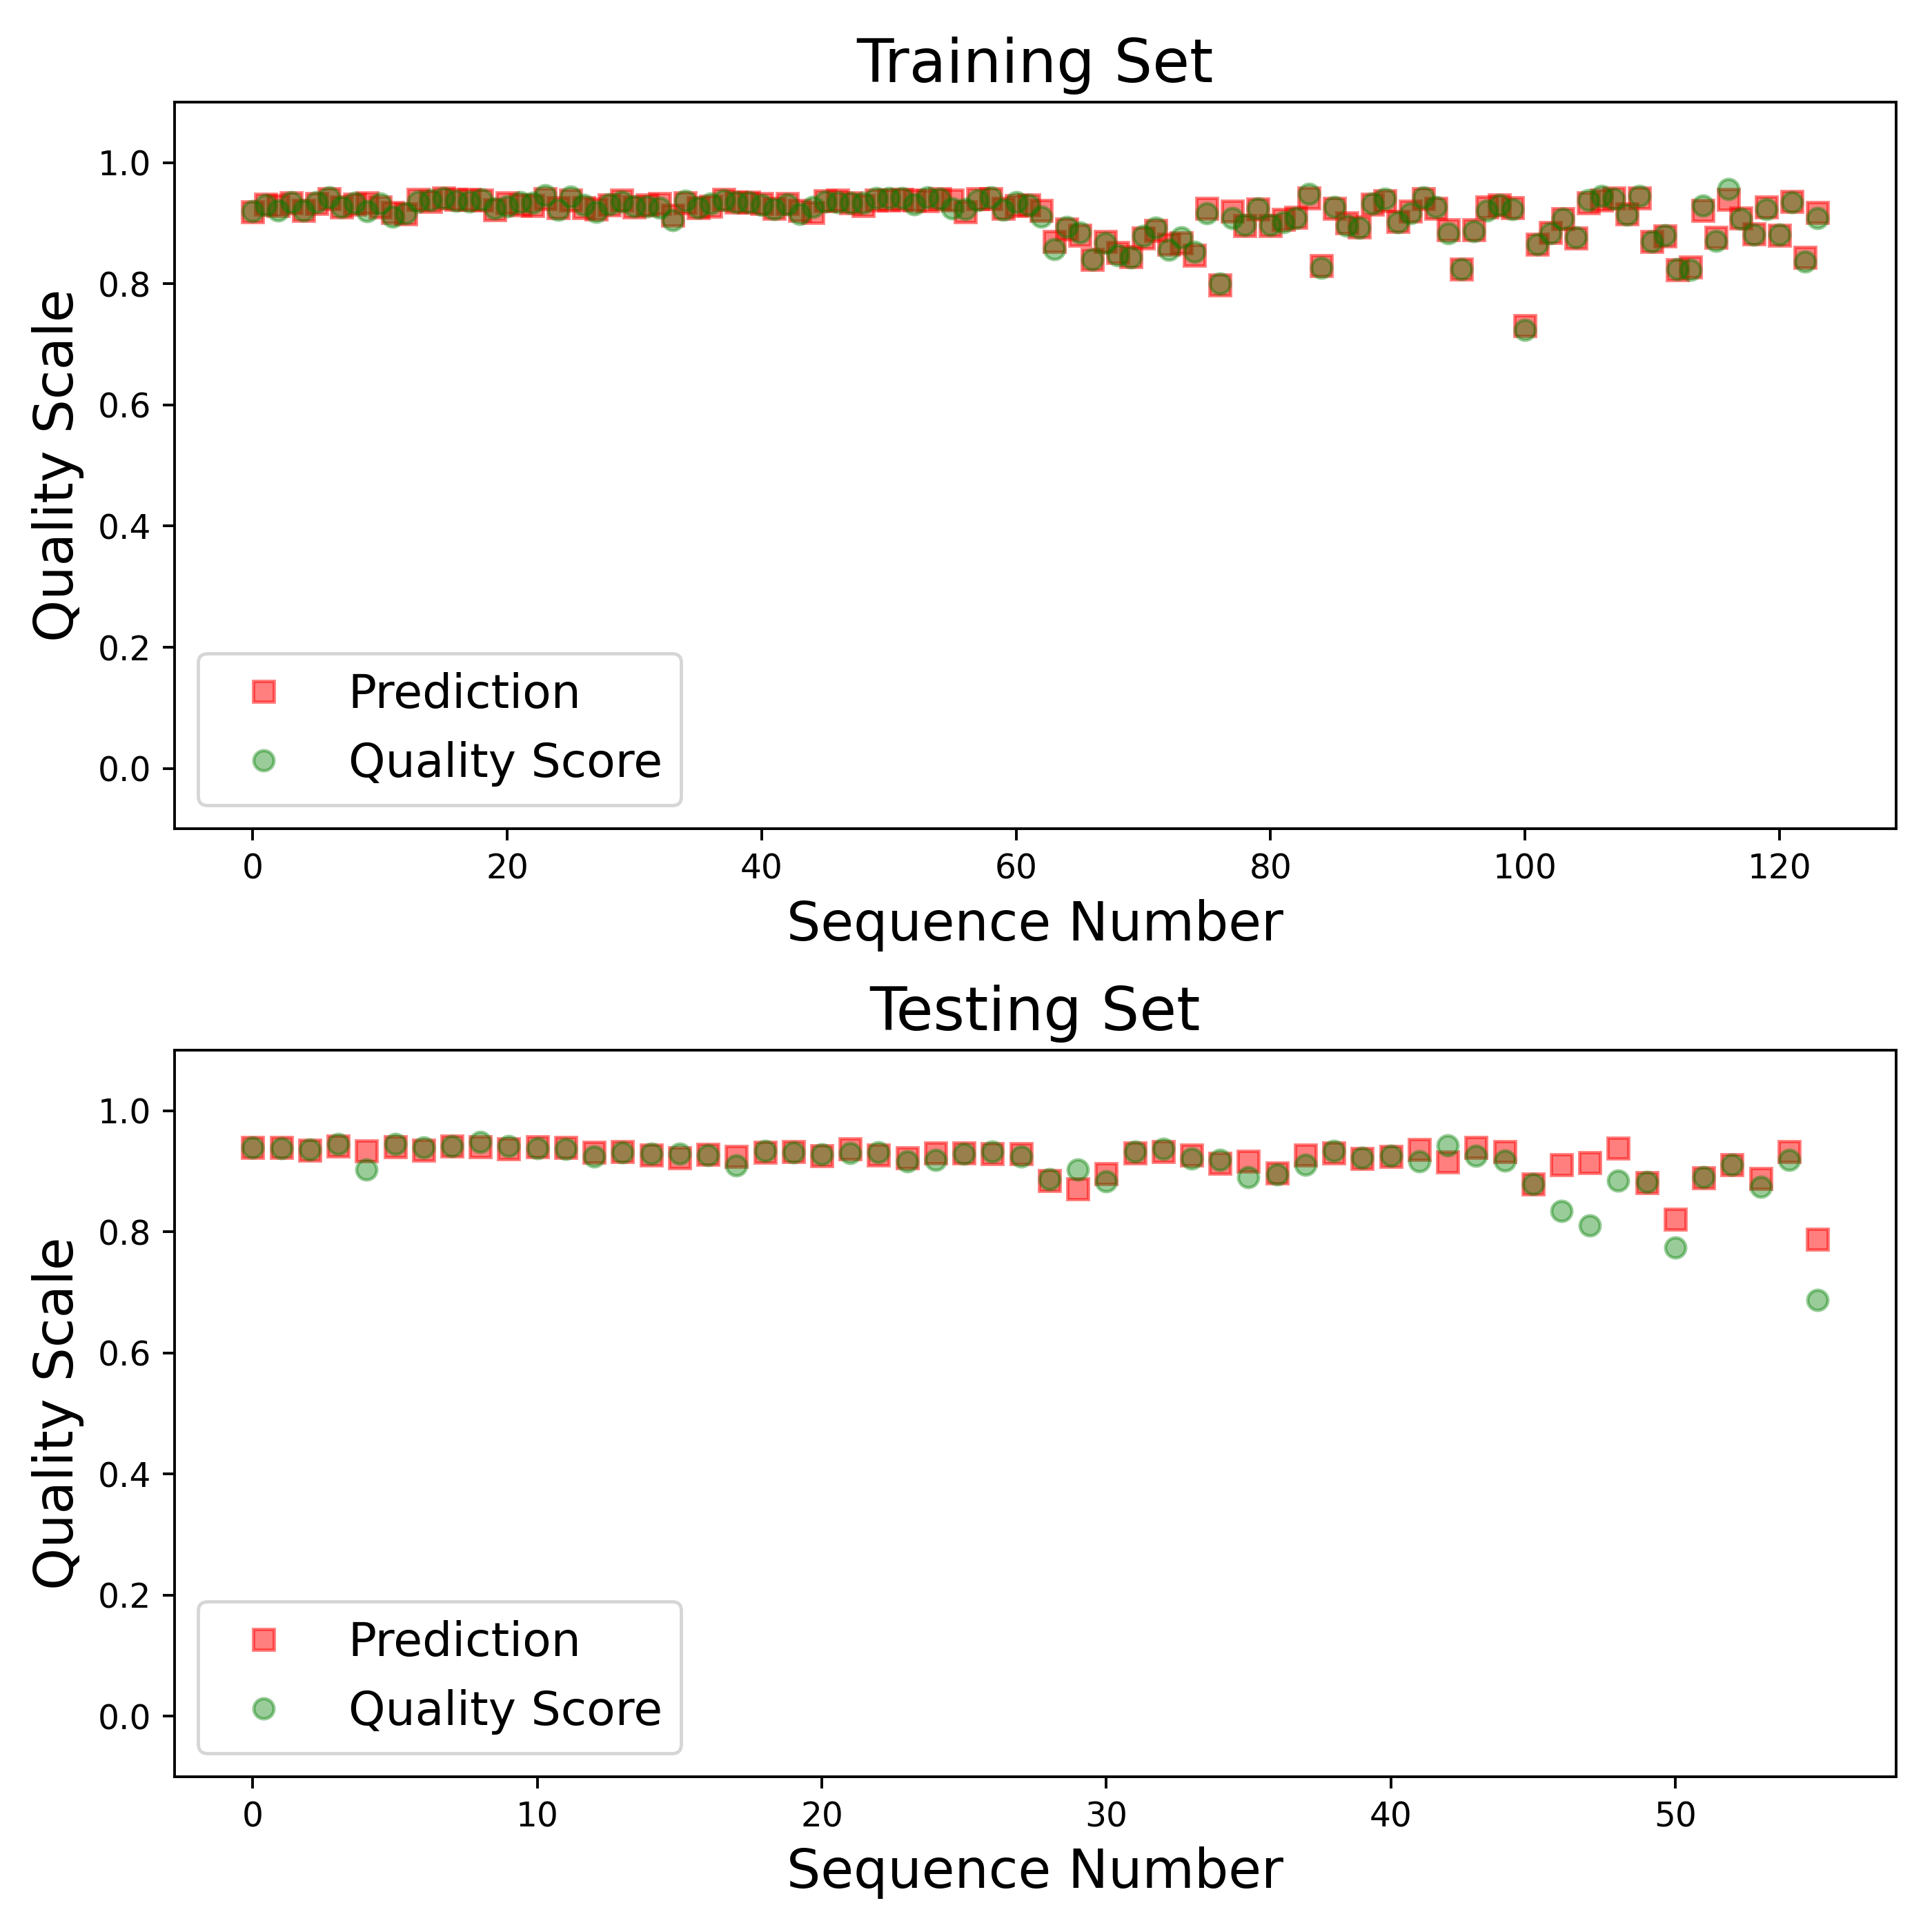 Training Set
1.0
0.8
0.6
0.4
0.2
0.0
Quality Scale
Prediction
Quality Score
0 20 40 60 80 100 120
Sequence Number
Testing Set
1.0
0.8
0.6
0.4
0.2
0.0
Quality Scale
Prediction
Quality Score
0 10 20 30 40 50
Sequence Number